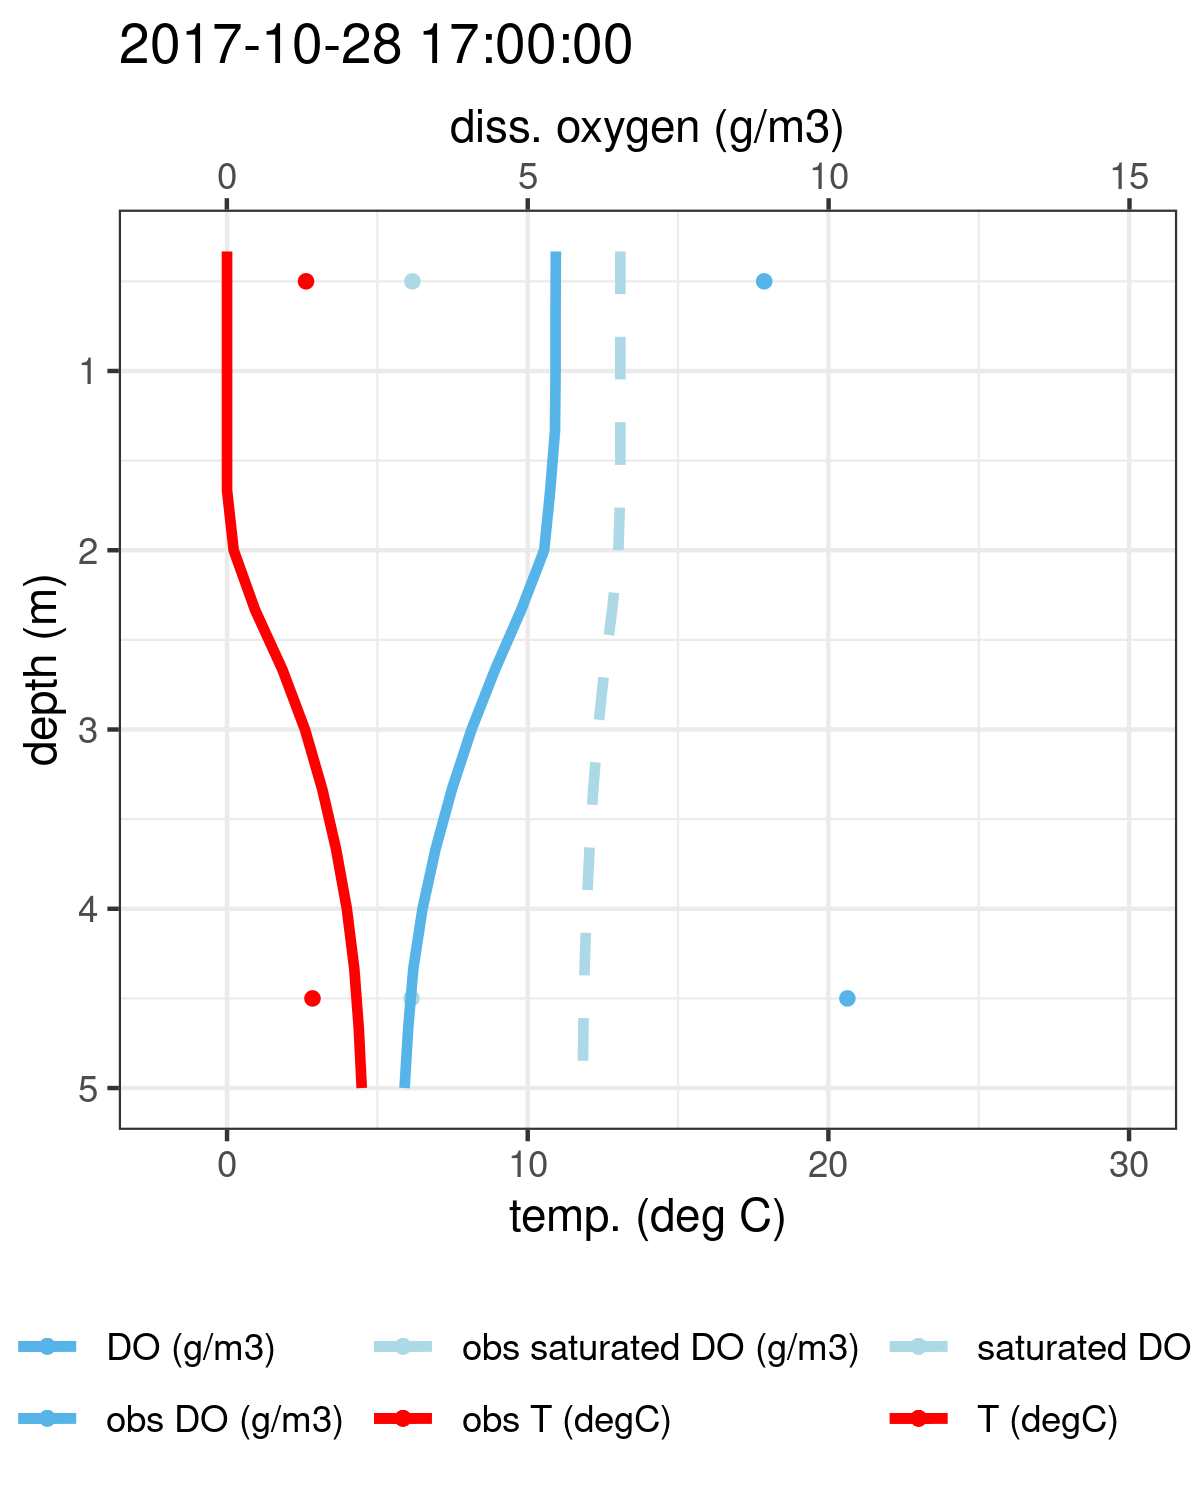 2017-10-28 17:00:00
diss. oxygen (g/m3)
0 5 10 15
1
2
3
4
5
depth (m)
0 10 20 30
temp. (deg C)
DO (g/m3) obs saturated DO (g/m3) saturated DO
obs DO (g/m3) obs T (degC) T (degC)